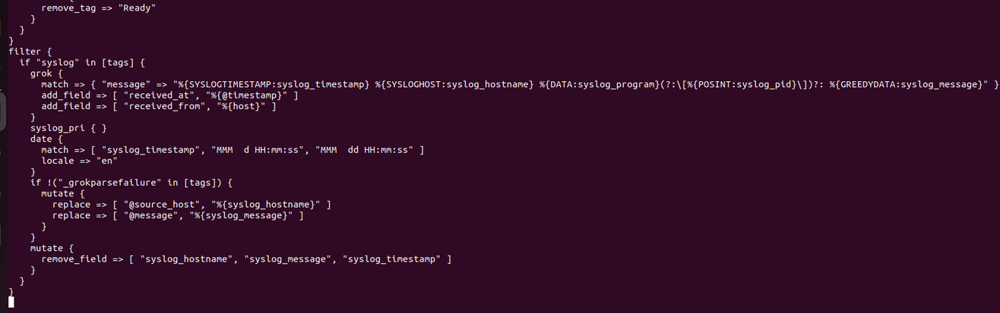 remove_tag => "Ready"
    }
  }
}
filter {
  if "syslog" in [tags] {
    grok {
      match => { "message" => "%{SYSLOGTIMESTAMP:syslog_timestamp} %{SYSLOGHOST:syslog_hostname} %{DATA:syslog_program}(?:\[%{POSINT:syslog_pid}\])?: %{GREEDYDATA:syslog_message}" }
      add_field => [ "received_at", "%{@timestamp}" ]
      add_field => [ "received_from", "%{host}" ]
    }
    syslog_pri { }
    date {
      match => [ "syslog_timestamp", "MMM  d HH:mm:ss", "MMM  dd HH:mm:ss" ]
      locale => "en"
    }
    if !("_grokparsefailure" in [tags]) {
      mutate {
        replace => [ "@source_host", "%{syslog_hostname}" ]
        replace => [ "@message", "%{syslog_message}" ]
      }
    }
    mutate {
      remove_field => [ "syslog_hostname", "syslog_message", "syslog_timestamp" ]
    }
  }
}